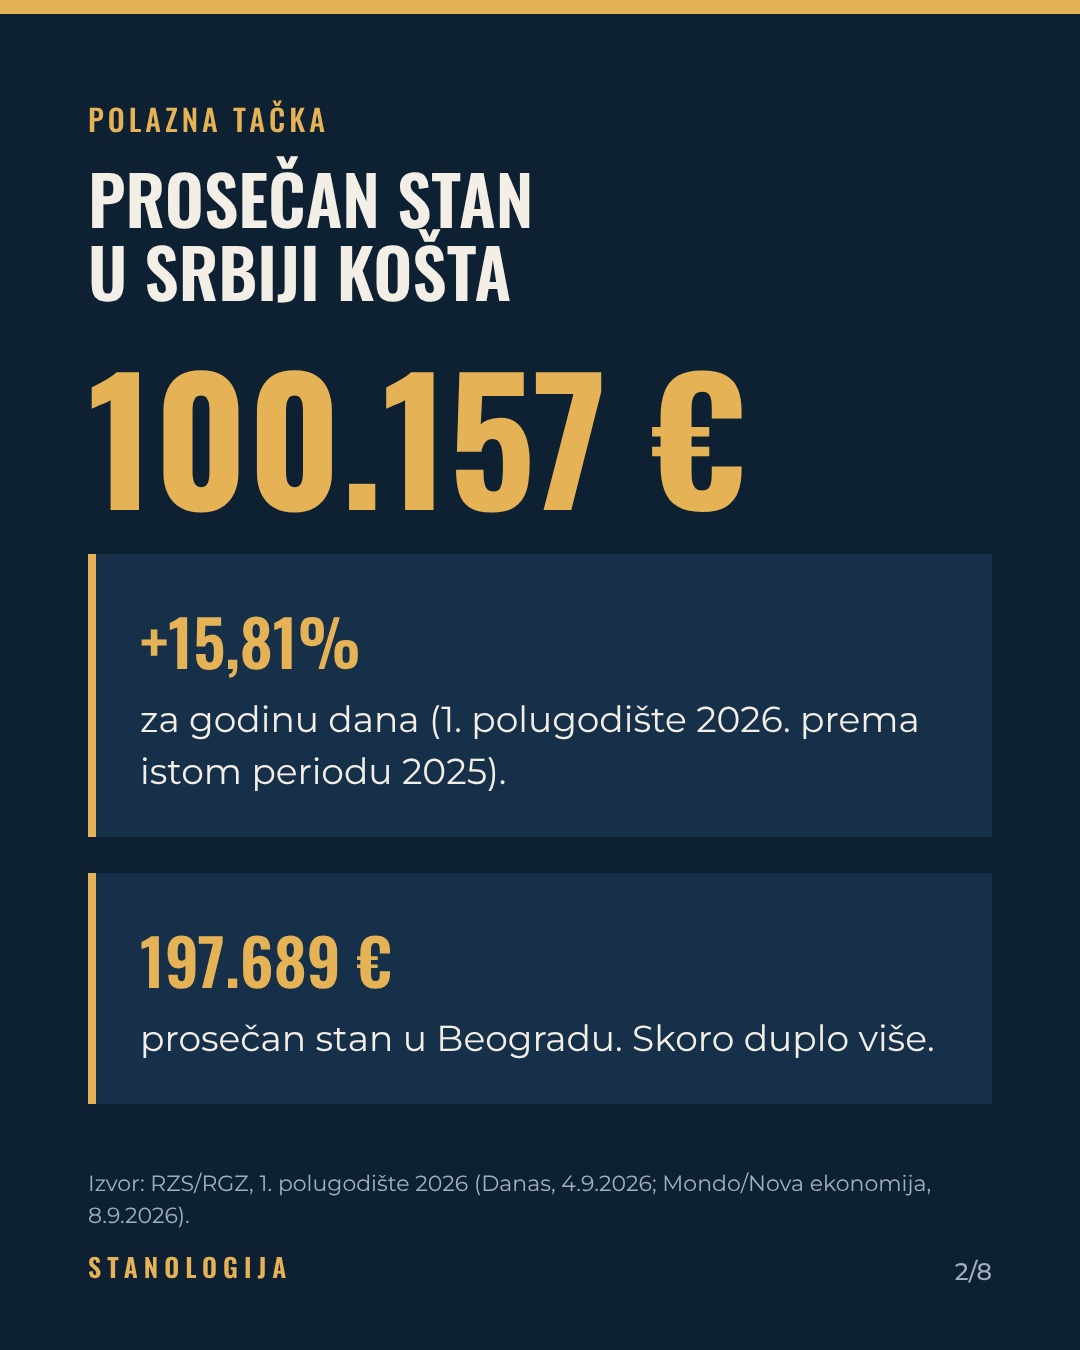 POLAZNA TAČKA
PROSEČAN STAN
U SRBIJI KOŠTA
100.157 €
+15,81%
za godinu dana (1. polugodište 2026. prema
istom periodu 2025).
197.689 €
prosečan stan u Beogradu. Skoro duplo više.
Izvor: RZS/RGZ, 1. polugodište 2026 (Danas, 4.9.2026; Mondo/Nova ekonomija,
8.9.2026).
STANOLOGIJA
2/8